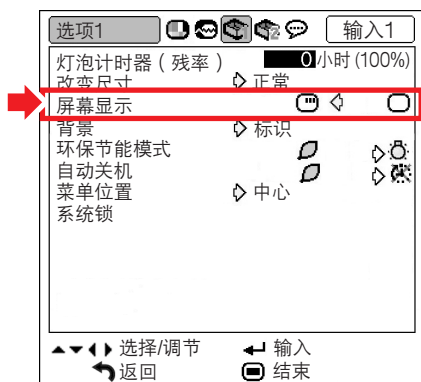 选项1 输入1
灯泡计时器（残率） 0小时(100%)
改变尺寸 正常
屏幕显示
背景 标识
环保节能模式
自动关机
菜单位置 中心
系统锁
选择/调节 输入
返回 结束